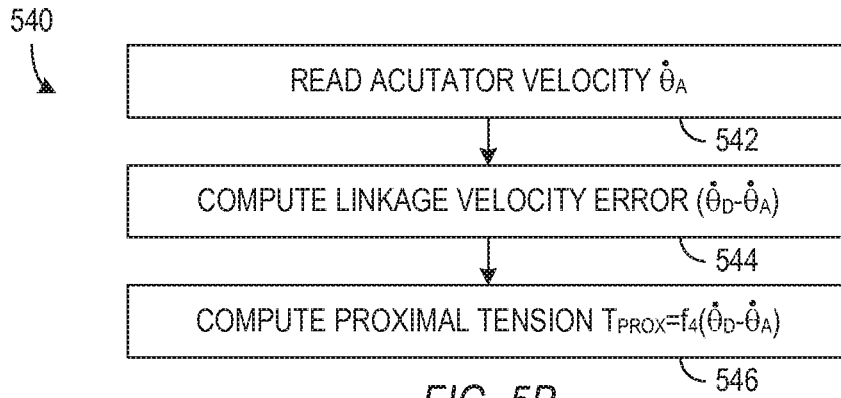 540
READ ACUTATOR VELOCITY θ̇A
542
COMPUTE LINKAGE VELOCITY ERROR (θ̇D-θ̇A)
544
COMPUTE PROXIMAL TENSION TPROX=f4(θ̇D-θ̇A)
546